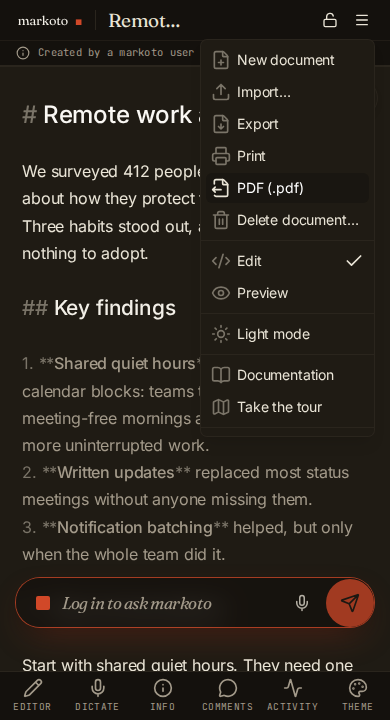 markoto
Remot...
Created by a markoto user
New document
Import...
Export
Print
PDF (.pdf)
Delete document...
Edit
Preview
Light mode
Documentation
Take the tour
# Remote work
We surveyed 412 people
about how they protect
Three habits stood out,
nothing to adopt.
## Key findings
1. **Shared quiet hours*
calendar blocks: teams
meeting-free mornings
more uninterrupted work.
2. **Written updates** replaced most status
meetings without anyone missing them.
3. **Notification batching** helped, but only
when the whole team did it.
Log in to ask markoto
Start with shared quiet hours. They need one
EDITOR
DICTATE
INFO
COMMENTS
ACTIVITY
THEME